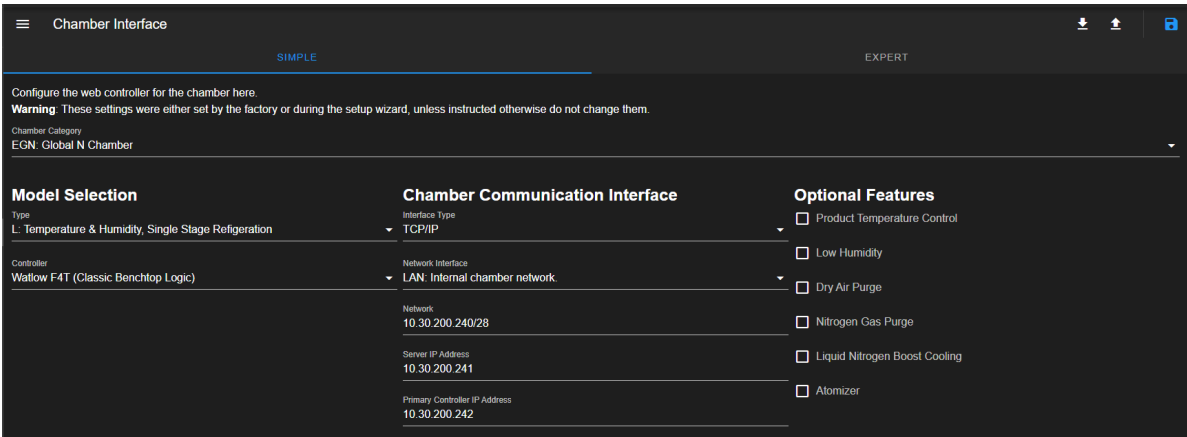 Chamber Interface
SIMPLE
EXPERT
Configure the web controller for the chamber here.
Warning: These settings were either set by the factory or during the setup wizard, unless instructed otherwise do not change them.
Chamber Category
EGN: Global N Chamber
Model Selection
Type
L: Temperature & Humidity, Single Stage Refigeration
Controller
Watlow F4T (Classic Benchtop Logic)
Chamber Communication Interface
Interface Type
TCP/IP
Network Interface
LAN: Internal chamber network.
Network
10.30.200.240/28
Server IP Address
10.30.200.241
Primary Controller IP Address
10.30.200.242
Optional Features
Product Temperature Control
Low Humidity
Dry Air Purge
Nitrogen Gas Purge
Liquid Nitrogen Boost Cooling
Atomizer